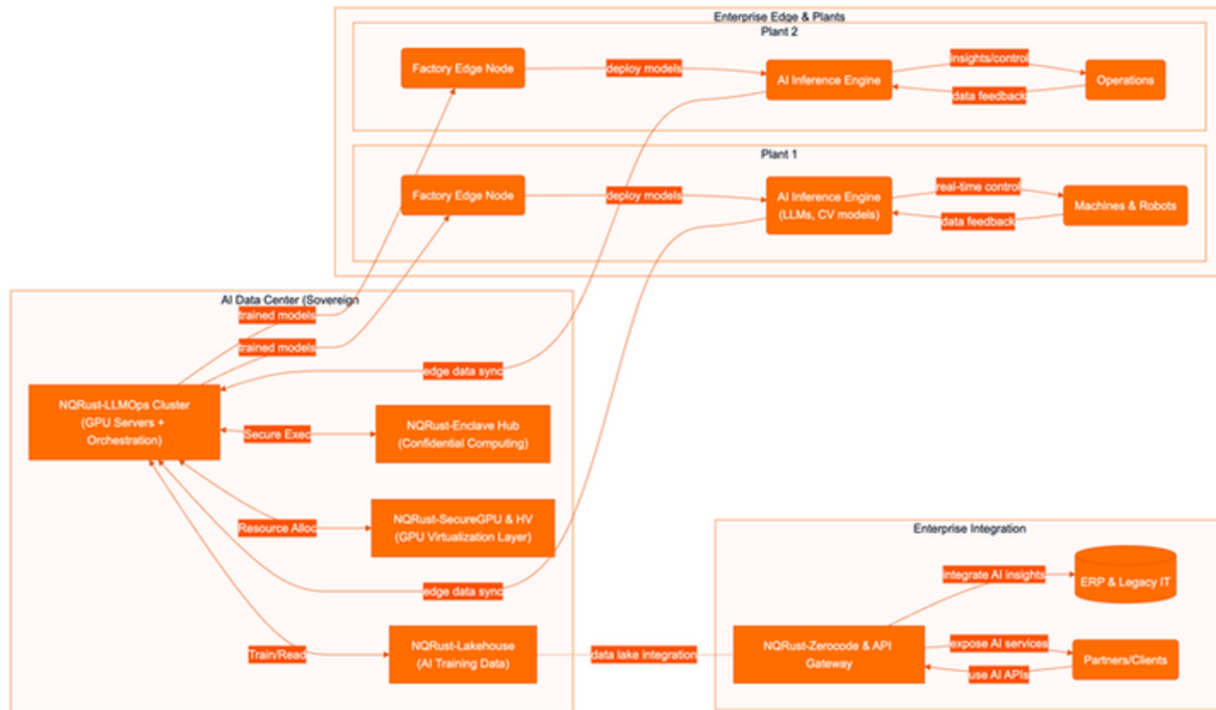 Enterprise Edge & Plants
Plant 2
Factory Edge Node
deploy models
AI Inference Engine
insights/control
data feedback
Operations
Plant 1
Factory Edge Node
deploy models
AI Inference Engine
(LLMs, CV models)
real-time control
data feedback
Machines & Robots
AI Data Center (Sovereign
trained models
trained models
edge data sync
NQRust-LLMOps Cluster
(GPU Servers +
Orchestration)
Secure Exec
NQRust-Enclave Hub
(Confidential Computing)
Resource Alloc
NQRust-SecureGPU & HV
(GPU Virtualization Layer)
edge data sync
Train/Read
NQRust-Lakehouse
(AI Training Data)
data lake integration
Enterprise Integration
integrate AI insights
ERP & Legacy IT
NQRust-Zerocode & API
Gateway
expose AI services
use AI APIs
Partners/Clients